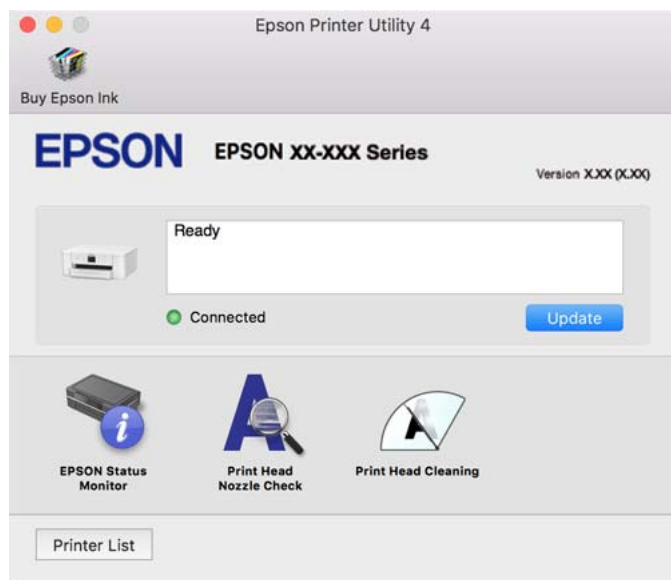 Epson Printer Utility 4
Buy Epson Ink
EPSON
EPSON XX-XXX Series
Version X.XX (X.XX)
Ready
Connected
Update
EPSON Status
Monitor
Print Head
Nozzle Check
Print Head Cleaning
Printer List